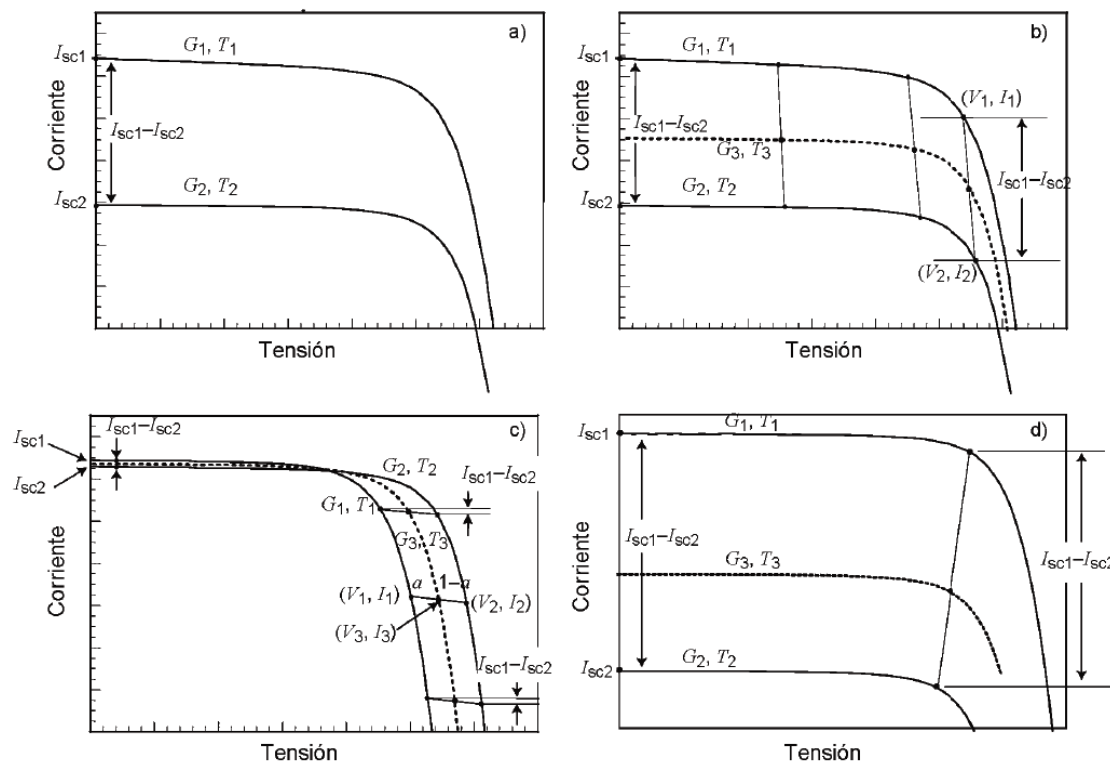 a)
I_sc1
G_1, T_1
I_sc1–I_sc2
Corriente
I_sc2
G_2, T_2
Tensión
b)
I_sc1
G_1, T_1
(V_1, I_1)
I_sc1–I_sc2
G_3, T_3
I_sc1–I_sc2
Corriente
I_sc2
G_2, T_2
(V_2, I_2)
Tensión
c)
I_sc1–I_sc2
I_sc1
I_sc2
G_2, T_2
I_sc1–I_sc2
G_1, T_1
G_3, T_3
(V_1, I_1)
a
1–a
(V_2, I_2)
(V_3, I_3)
I_sc1–I_sc2
Corriente
Tensión
d)
I_sc1
G_1, T_1
I_sc1–I_sc2
I_sc1–I_sc2
G_3, T_3
Corriente
I_sc2
G_2, T_2
Tensión